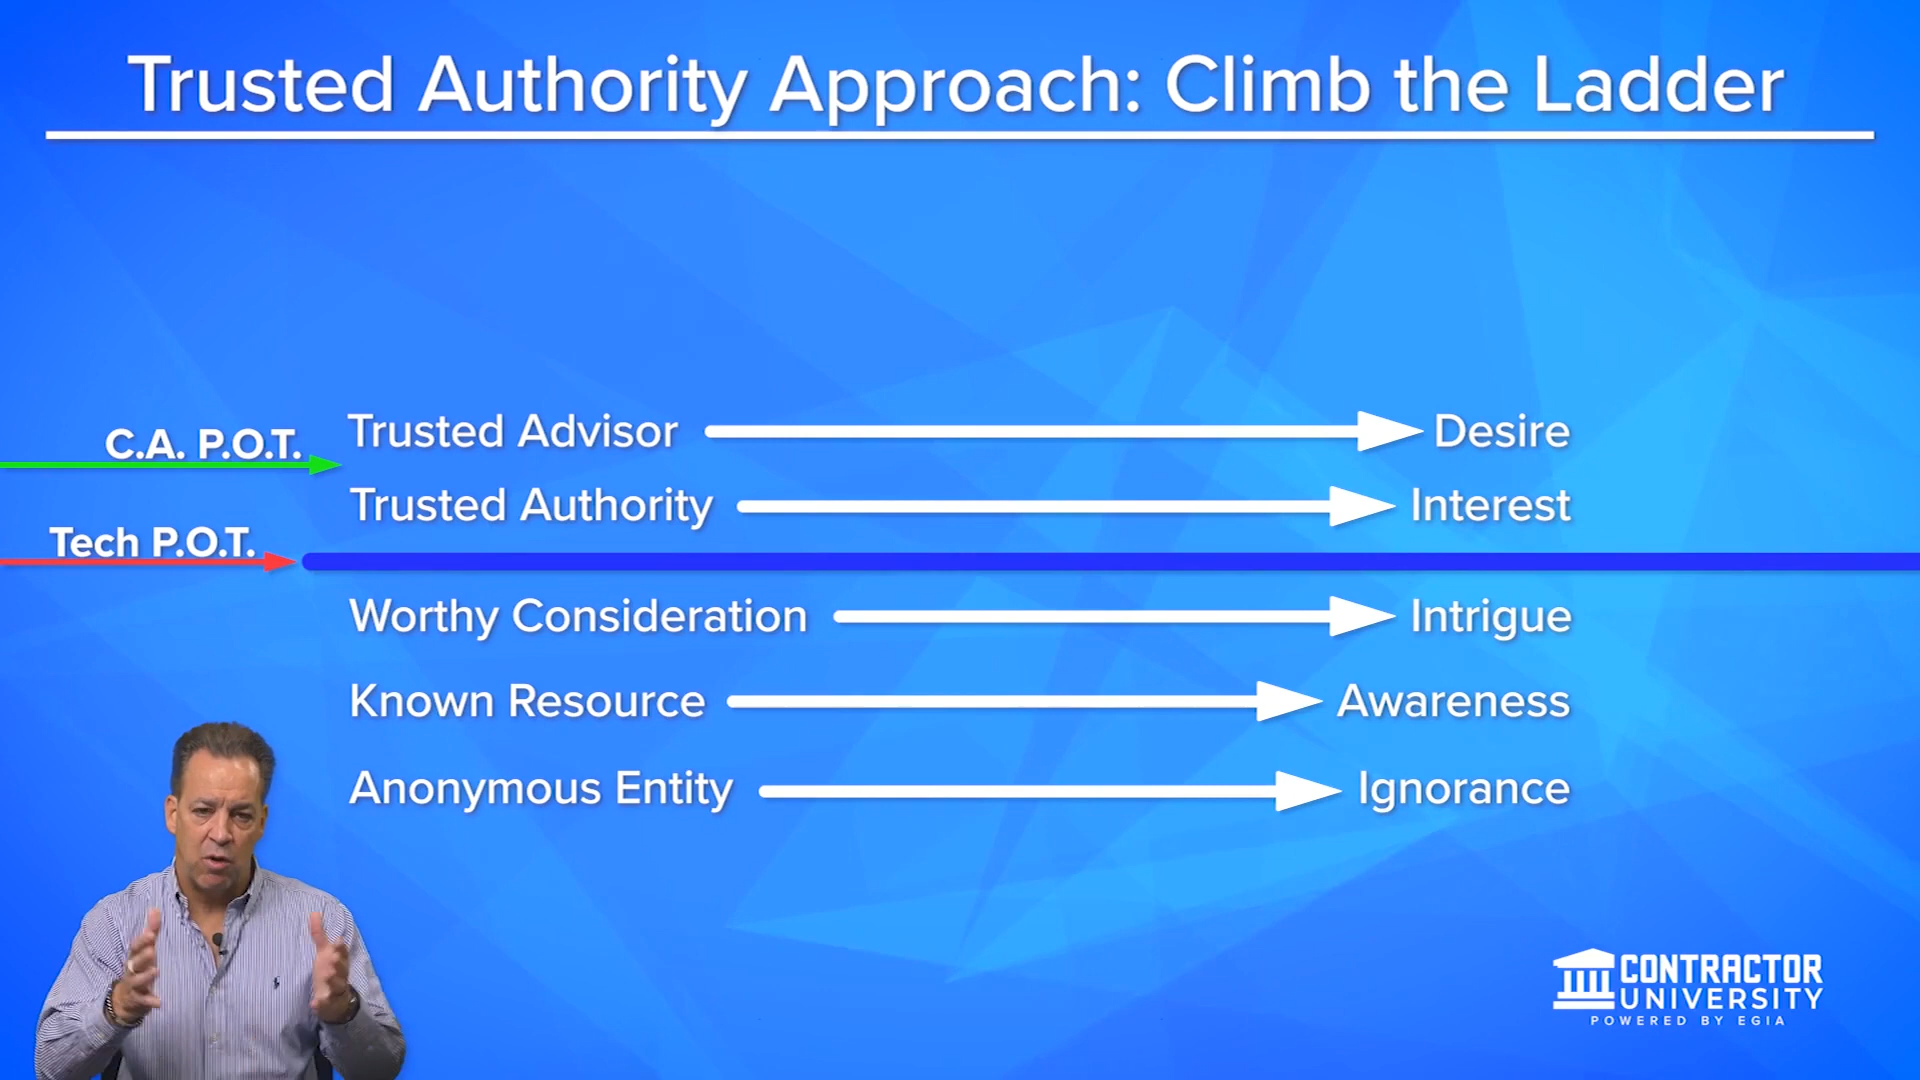 Trusted Authority Approach: Climb the Ladder
C.A. P.O.T.
Trusted Advisor
Desire
Trusted Authority
Interest
Tech P.O.T.
Worthy Consideration
Intrigue
Known Resource
Awareness
Anonymous Entity
Ignorance
CONTRACTOR
UNIVERSITY
POWERED BY EGIA